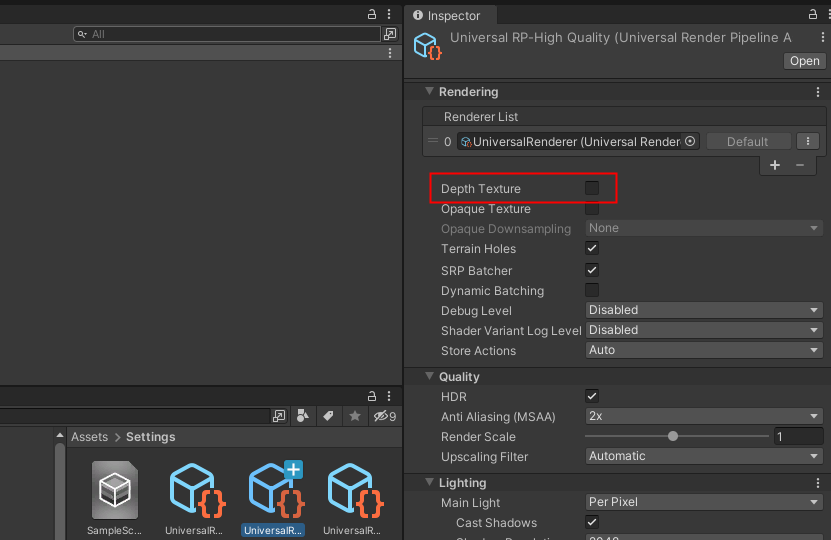 All
Inspector
Universal RP-High Quality (Universal Render Pipeline A
Open
Rendering
Renderer List
0 UniversalRenderer (Universal Render Default
Depth Texture
Opaque Texture
Opaque Downsampling None
Terrain Holes
SRP Batcher
Dynamic Batching
Debug Level Disabled
Shader Variant Log Level Disabled
Store Actions Auto
Quality
HDR
Anti Aliasing (MSAA) 2x
Render Scale 1
Upscaling Filter Automatic
Lighting
Main Light Per Pixel
Cast Shadows
9
Assets > Settings
SampleSc...
UniversalR...
UniversalR...
UniversalR...